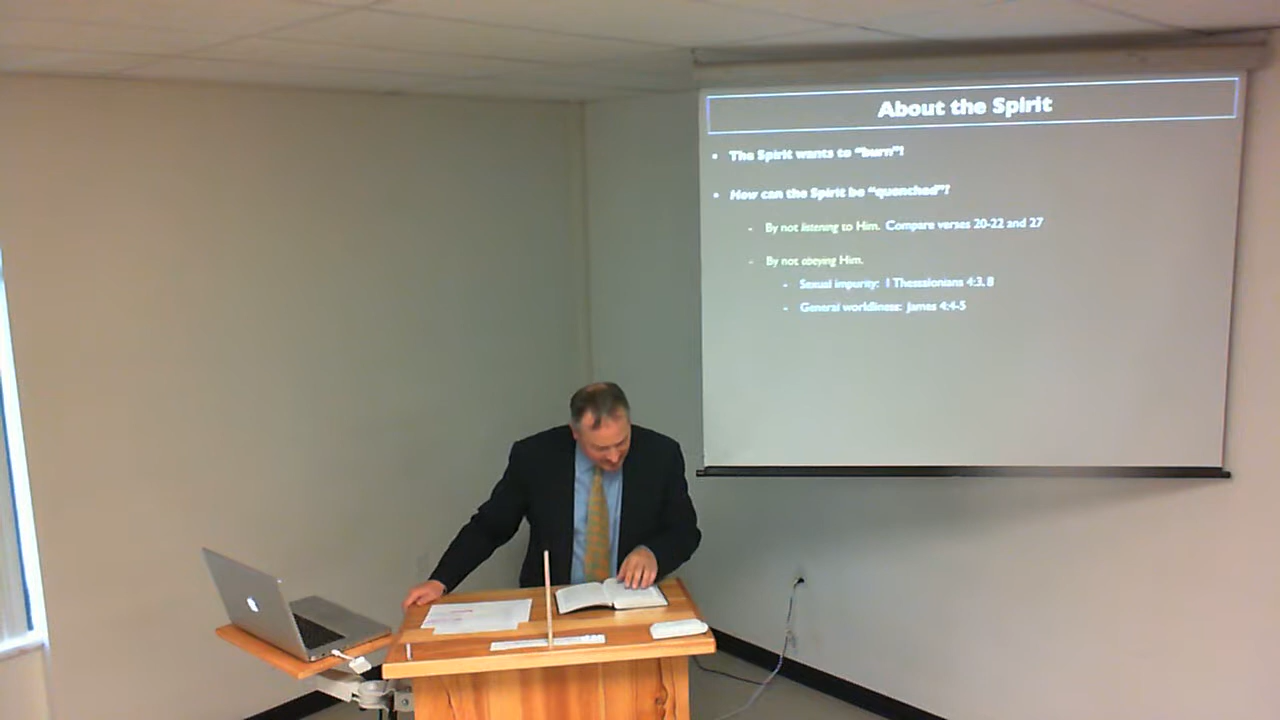 About the Spirit
• The Spirit wants to “burn”!
• How can the Spirit be “quenched”?
- By not listening to Him. Compare verses 20-22 and 27
- By not obeying Him.
- Sexual impurity: 1 Thessalonians 4:3, 8
- General worldliness: James 4:4-5